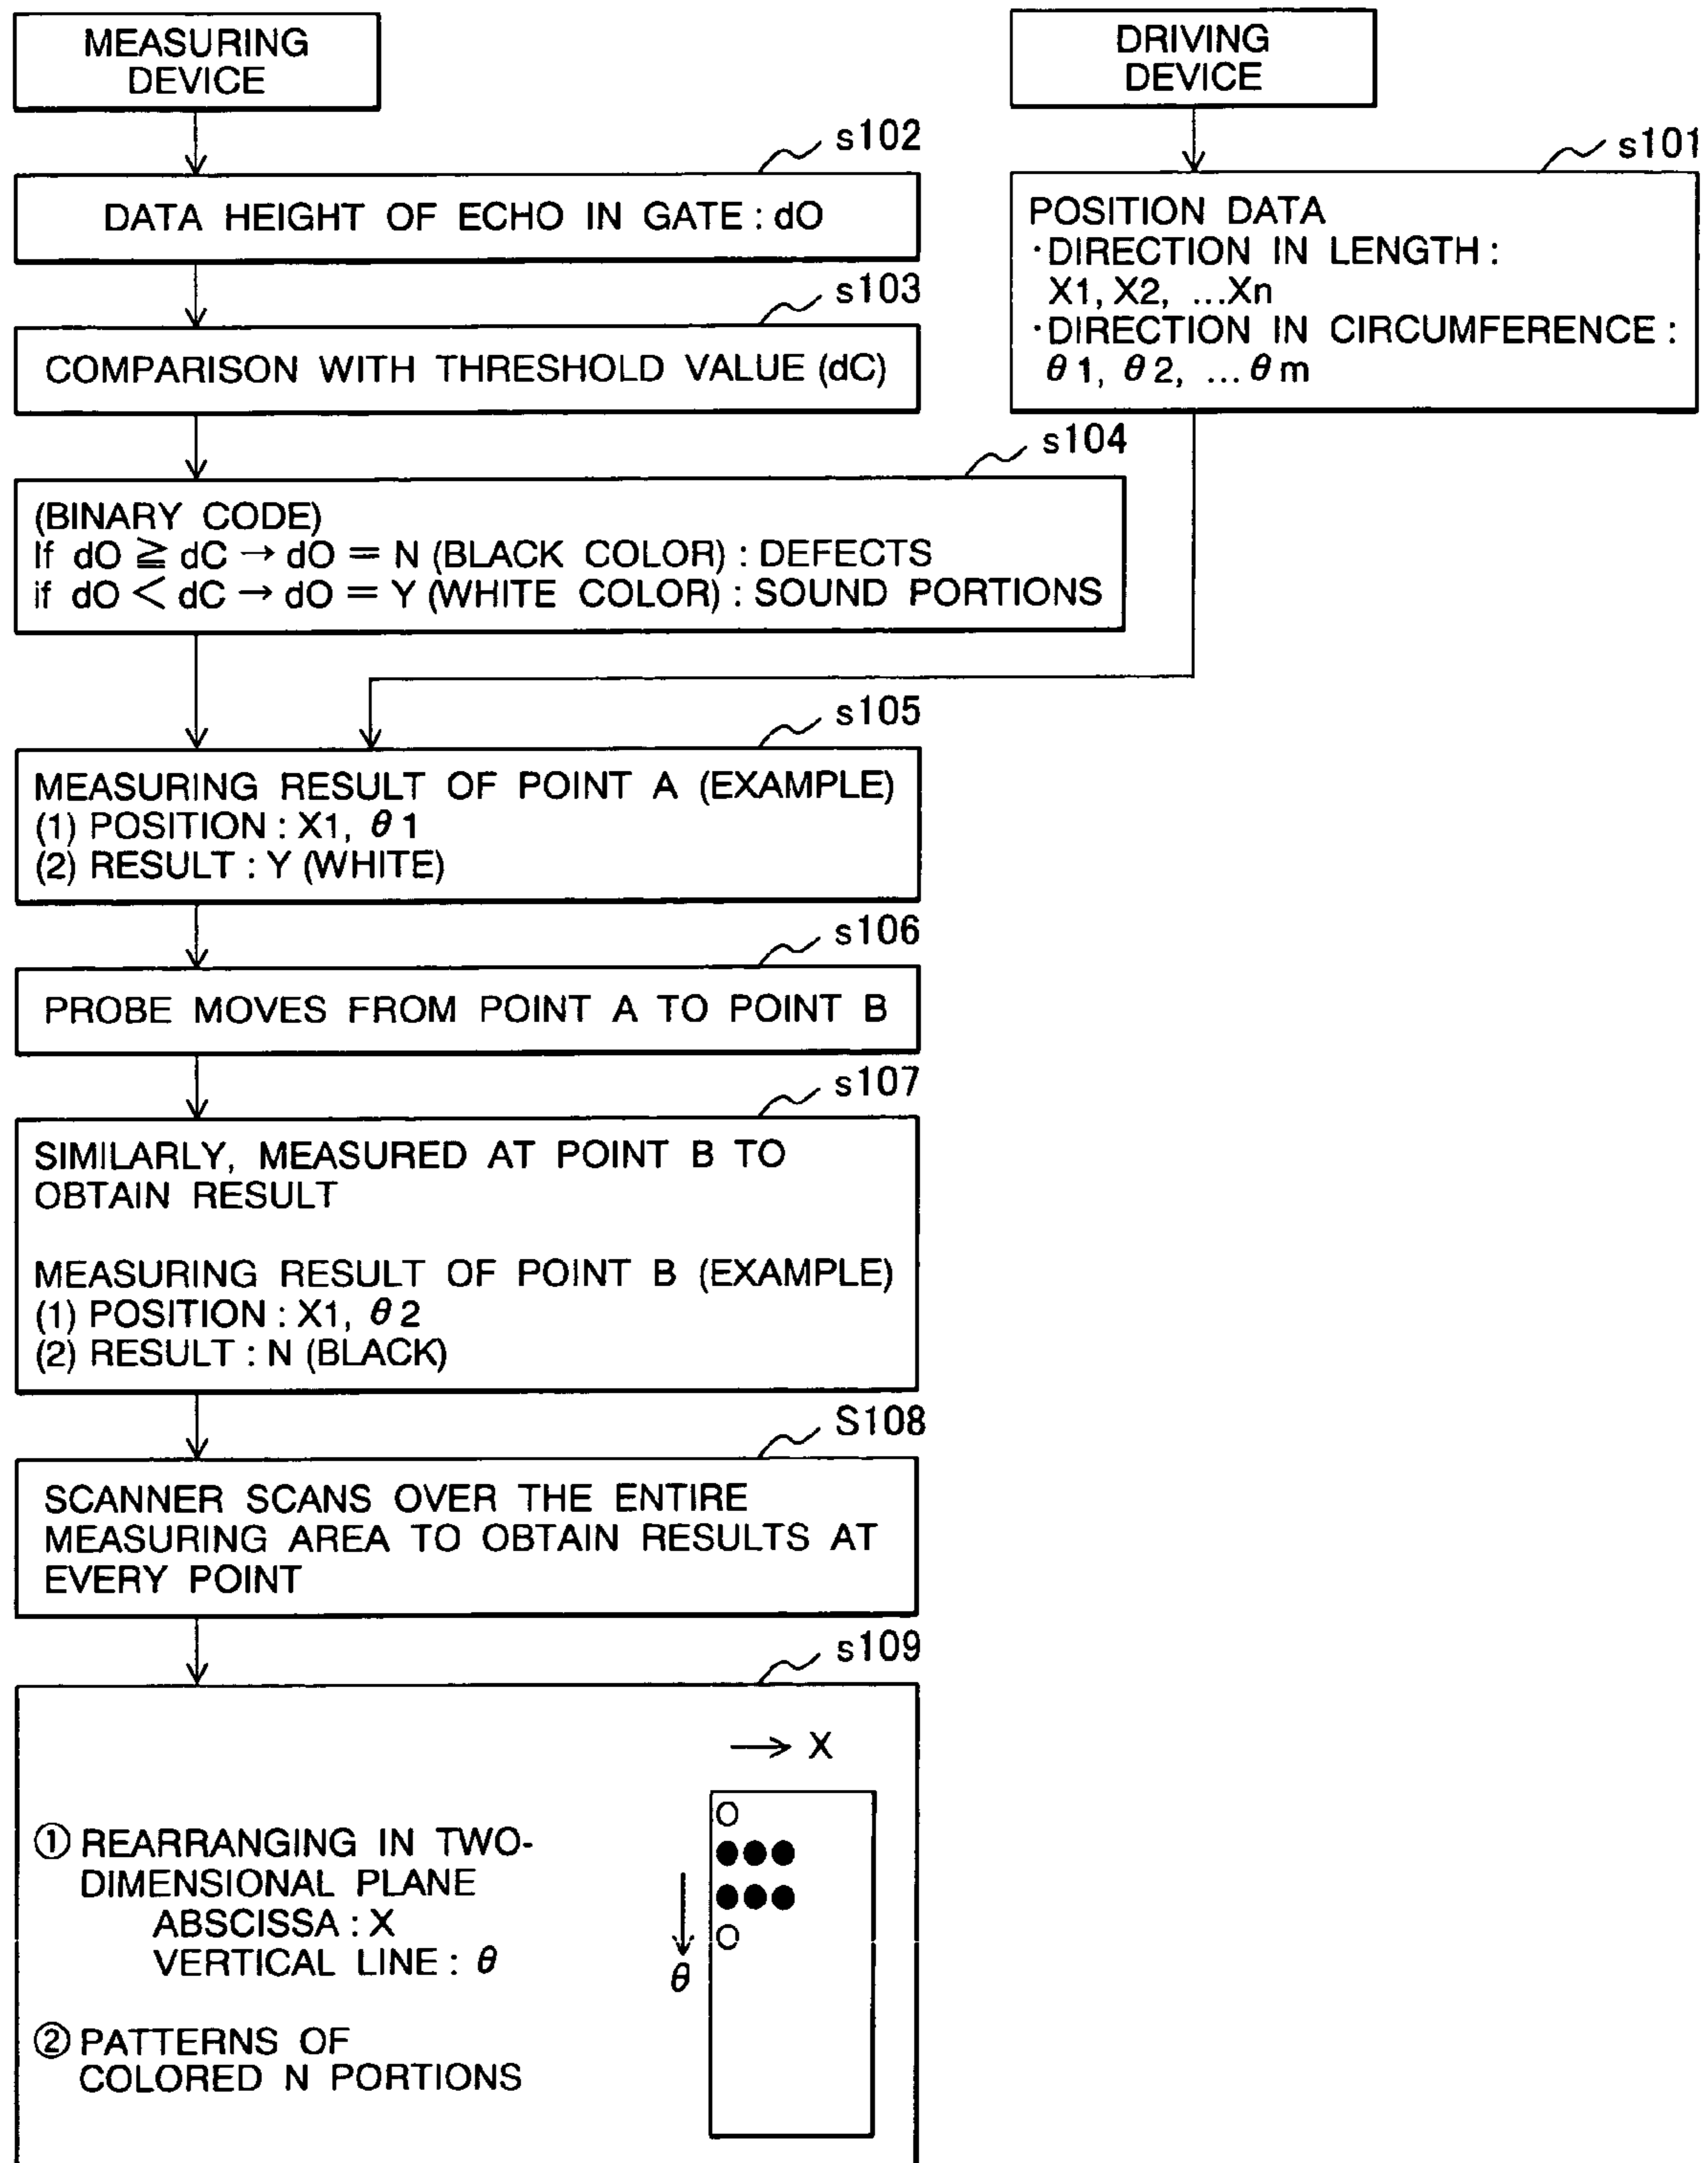 MEASURING
DEVICE
DRIVING
DEVICE
s102
DATA HEIGHT OF ECHO IN GATE : dO
s101
POSITION DATA
・DIRECTION IN LENGTH :
X1, X2, ...Xn
・DIRECTION IN CIRCUMFERENCE :
θ1, θ2, ...θm
s103
COMPARISON WITH THRESHOLD VALUE (dC)
s104
(BINARY CODE)
If dO ≧ dC → dO = N (BLACK COLOR) : DEFECTS
if dO < dC → dO = Y (WHITE COLOR) : SOUND PORTIONS
s105
MEASURING RESULT OF POINT A (EXAMPLE)
(1) POSITION : X1, θ1
(2) RESULT : Y (WHITE)
s106
PROBE MOVES FROM POINT A TO POINT B
s107
SIMILARLY, MEASURED AT POINT B TO
OBTAIN RESULT
MEASURING RESULT OF POINT B (EXAMPLE)
(1) POSITION : X1, θ2
(2) RESULT : N (BLACK)
S108
SCANNER SCANS OVER THE ENTIRE
MEASURING AREA TO OBTAIN RESULTS AT
EVERY POINT
s109
① REARRANGING IN TWO-
DIMENSIONAL PLANE
ABSCISSA : X
VERTICAL LINE : θ
② PATTERNS OF
COLORED N PORTIONS
→ X
θ